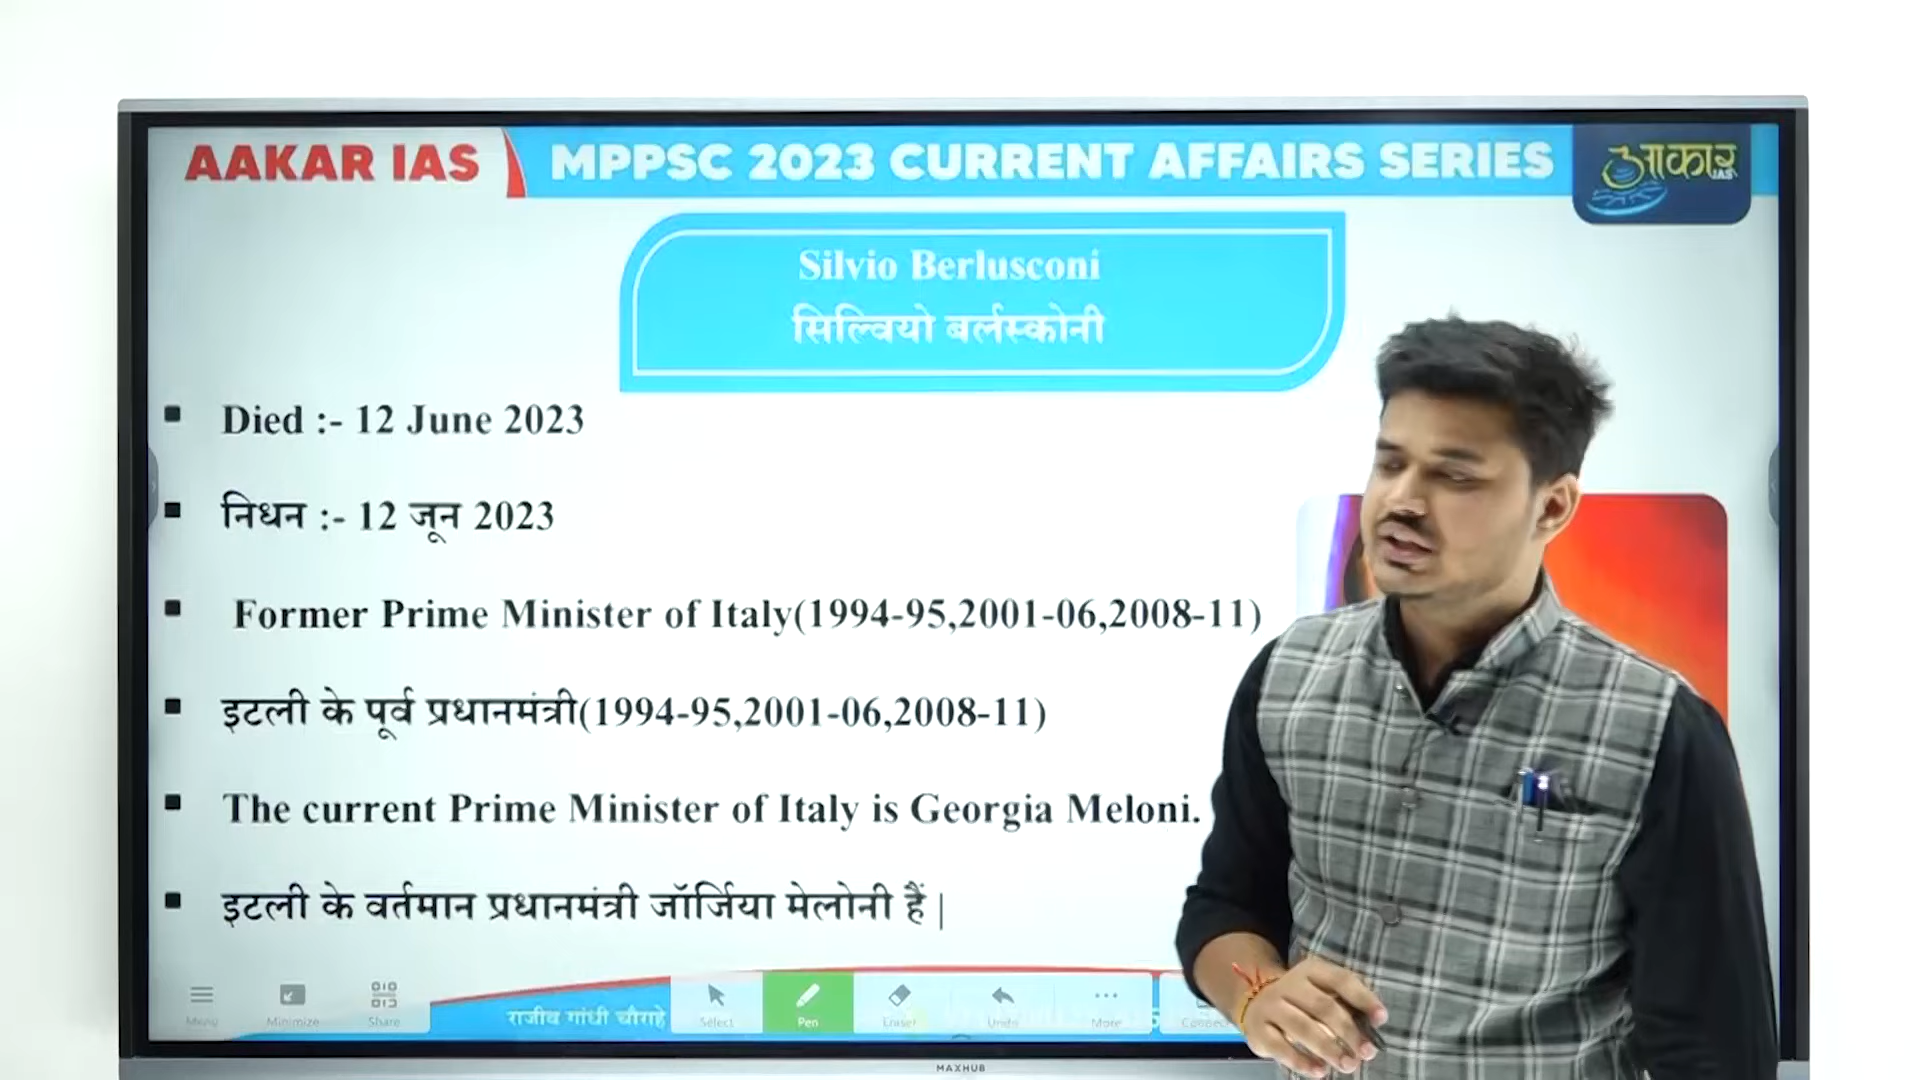 AAKAR IAS
MPPSC 2023 CURRENT AFFAIRS SERIES
आकार
IAS
Silvio Berlusconi
सिल्वियो बर्लस्कोनी
Died :- 12 June 2023
निधन :- 12 जून 2023
Former Prime Minister of Italy(1994-95,2001-06,2008-11)
इटली के पूर्व प्रधानमंत्री(1994-95,2001-06,2008-11)
The current Prime Minister of Italy is Georgia Meloni.
इटली के वर्तमान प्रधानमंत्री जॉर्जिया मेलोनी हैं |
Menu
Minimize
Share
राजीव गांधी चौराहे
Select
Pen
Eraser
Undo
More
MAXHUB